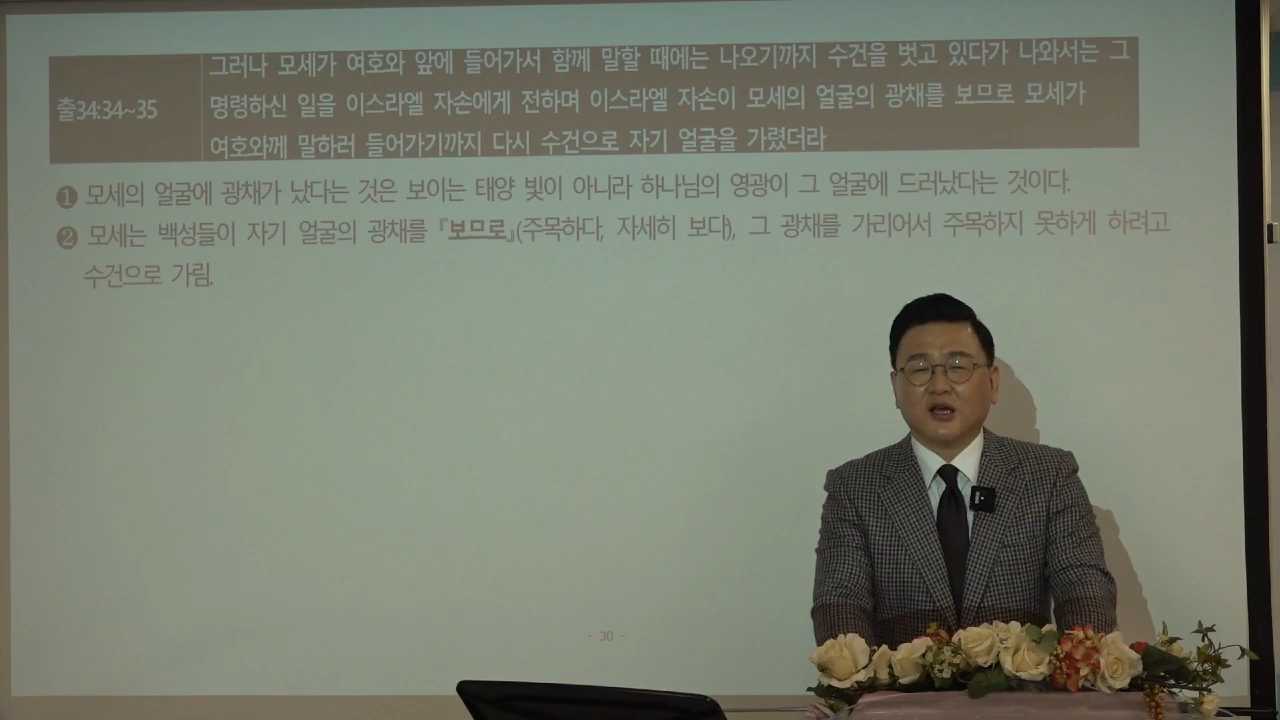 출34:34~35
그러나 모세가 여호와 앞에 들어가서 함께 말할 때에는 나오기까지 수건을 벗고 있다가 나와서는 그
명령하신 일을 이스라엘 자손에게 전하며 이스라엘 자손이 모세의 얼굴의 광채를 보므로 모세가
여호와께 말하러 들어가기까지 다시 수건으로 자기 얼굴을 가렸더라
❶ 모세의 얼굴에 광채가 났다는 것은 보이는 태양 빛이 아니라 하나님의 영광이 그 얼굴에 드러났다는 것이다.
❷ 모세는 백성들이 자기 얼굴의 광채를 『보므로』(주목하다, 자세히 보다), 그 광채를 가리어서 주목하지 못하게 하려고
수건으로 가림.
- 30 -